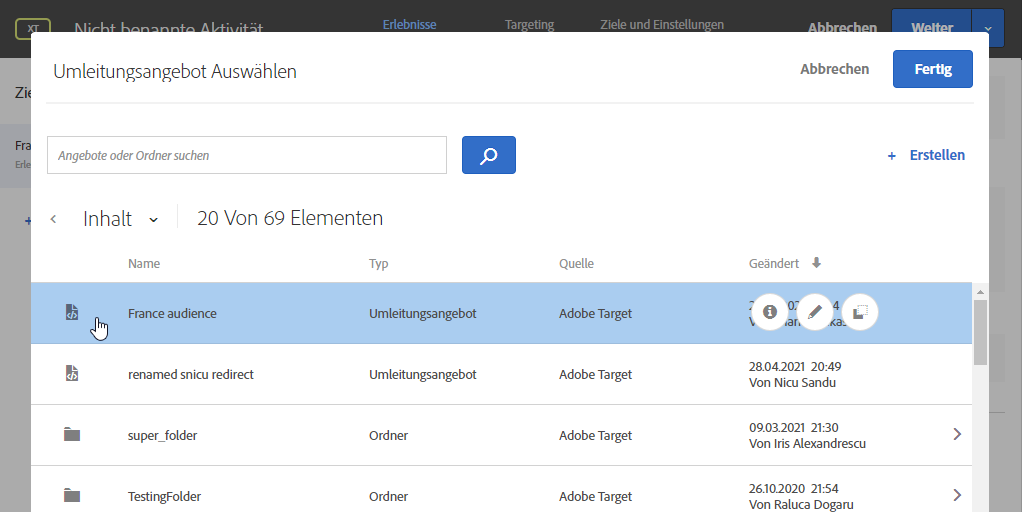 XT
Nicht benannte Aktivität
Erlebnisse
Targeting
Ziele und Einstellungen
Abbrechen
Weiter
Zie
Fra
Erle
+
Umleitungsangebot Auswählen
Abbrechen
Fertig
Angebote oder Ordner suchen
+ Erstellen
Inhalt
20 Von 69 Elementen
Name Typ Quelle Geändert
France audience Umleitungsangebot Adobe Target
renamed snicu redirect Umleitungsangebot Adobe Target 28.04.2021 20:49
Von Nicu Sandu
super_folder Ordner Adobe Target 09.03.2021 21:30
Von Iris Alexandrescu
TestingFolder Ordner Adobe Target 26.10.2020 21:54
Von Raluca Dogaru